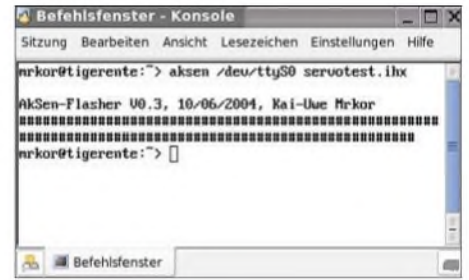 Befehlsfenster - Konsole
Sitzung Bearbeiten Ansicht Lesezeichen Einstellungen Hilfe
mrkor@tigerente:~> aksen /dev/ttyS0 servotest.ihx
AkSen-Flasher V0.3, 10/06/2004, Kai-Uwe Mrkor
#####################################################
##################################################
mrkor@tigerente:~>
Befehlsfenster